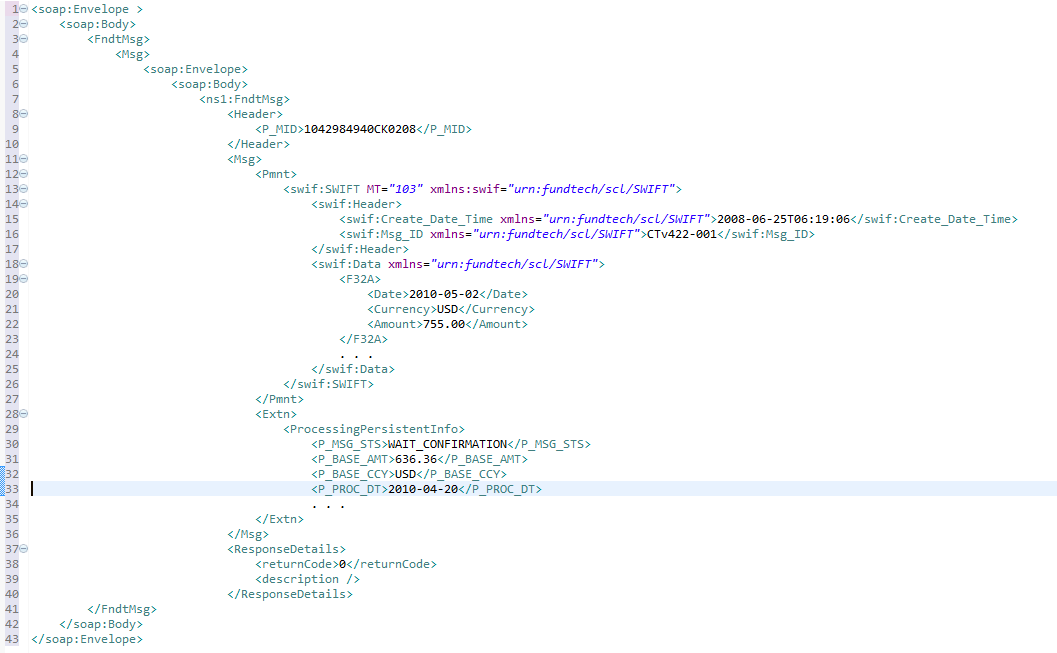 1 <soap:Envelope >
2 <soap:Body>
3 <FndtMsg>
4 <Msg>
5 <soap:Envelope>
6 <soap:Body>
7 <ns1:FndtMsg>
8 <Header>
9 <P_MID>1042984940CK0208</P_MID>
10 </Header>
11 <Msg>
12 <Pmnt>
13 <swif:SWIFT MT="103" xmlns:swif="urn:fundtech/scl/SWIFT">
14 <swif:Header>
15 <swif:Create_Date_Time xmlns="urn:fundtech/scl/SWIFT">2008-06-25T06:19:06</swif:Create_Date_Time>
16 <swif:Msg_ID xmlns="urn:fundtech/scl/SWIFT">CTv422-001</swif:Msg_ID>
17 </swif:Header>
18 <swif:Data xmlns="urn:fundtech/scl/SWIFT">
19 <F32A>
20 <Date>2010-05-02</Date>
21 <Currency>USD</Currency>
22 <Amount>755.00</Amount>
23 </F32A>
24 . . .
25 </swif:Data>
26 </swif:SWIFT>
27 </Pmnt>
28 <Extn>
29 <ProcessingPersistentInfo>
30 <P_MSG_STS>WAIT_CONFIRMATION</P_MSG_STS>
31 <P_BASE_AMT>636.36</P_BASE_AMT>
32 <P_BASE_CCY>USD</P_BASE_CCY>
33 <P_PROC_DT>2010-04-20</P_PROC_DT>
34 . . .
35 </Extn>
36 </Msg>
37 <ResponseDetails>
38 <returnCode>0</returnCode>
39 <description />
40 </ResponseDetails>
41 </FndtMsg>
42 </soap:Body>
43 </soap:Envelope>